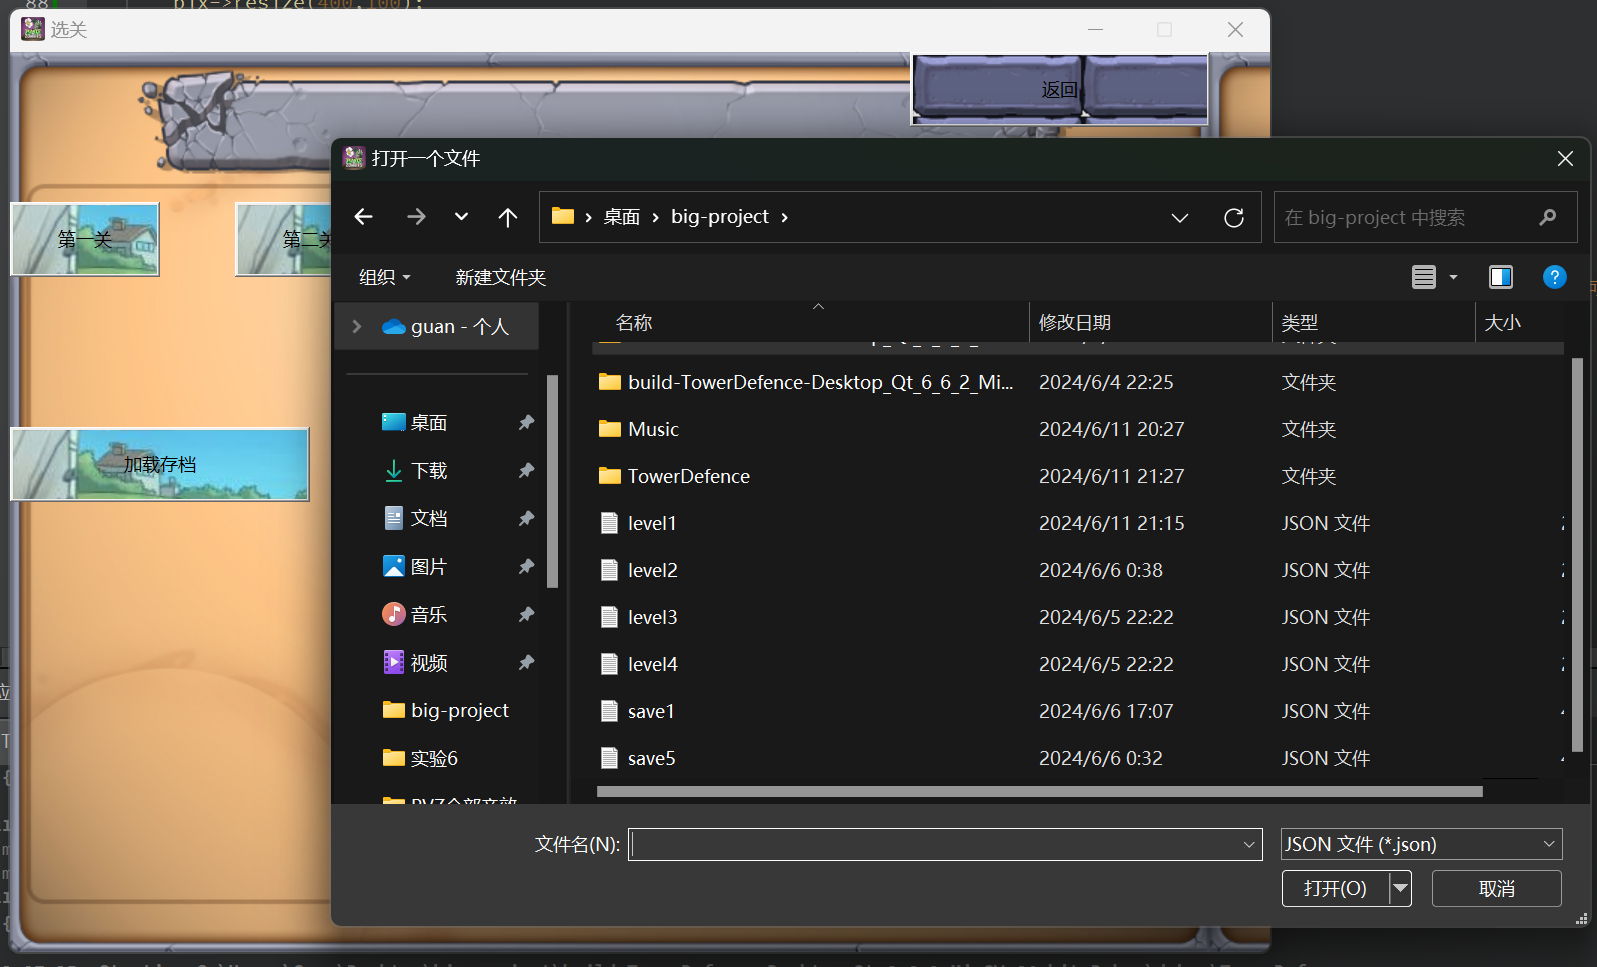 88 pix->resize(400,100);
选关
返回
第一关
第二关
加载存档
打开一个文件
桌面 big-project
在 big-project 中搜索
组织 新建文件夹
guan - 个人
桌面
下载
文档
图片
音乐
视频
big-project
实验6
名称 修改日期 类型 大小
build-TowerDefence-Desktop_Qt_6_6_2_Mi... 2024/6/4 22:25 文件夹
Music 2024/6/11 20:27 文件夹
TowerDefence 2024/6/11 21:27 文件夹
level1 2024/6/11 21:15 JSON 文件
level2 2024/6/6 0:38 JSON 文件
level3 2024/6/5 22:22 JSON 文件
level4 2024/6/5 22:22 JSON 文件
save1 2024/6/6 17:07 JSON 文件
save5 2024/6/6 0:32 JSON 文件
文件名(N):
JSON 文件 (*.json)
打开(O) 取消